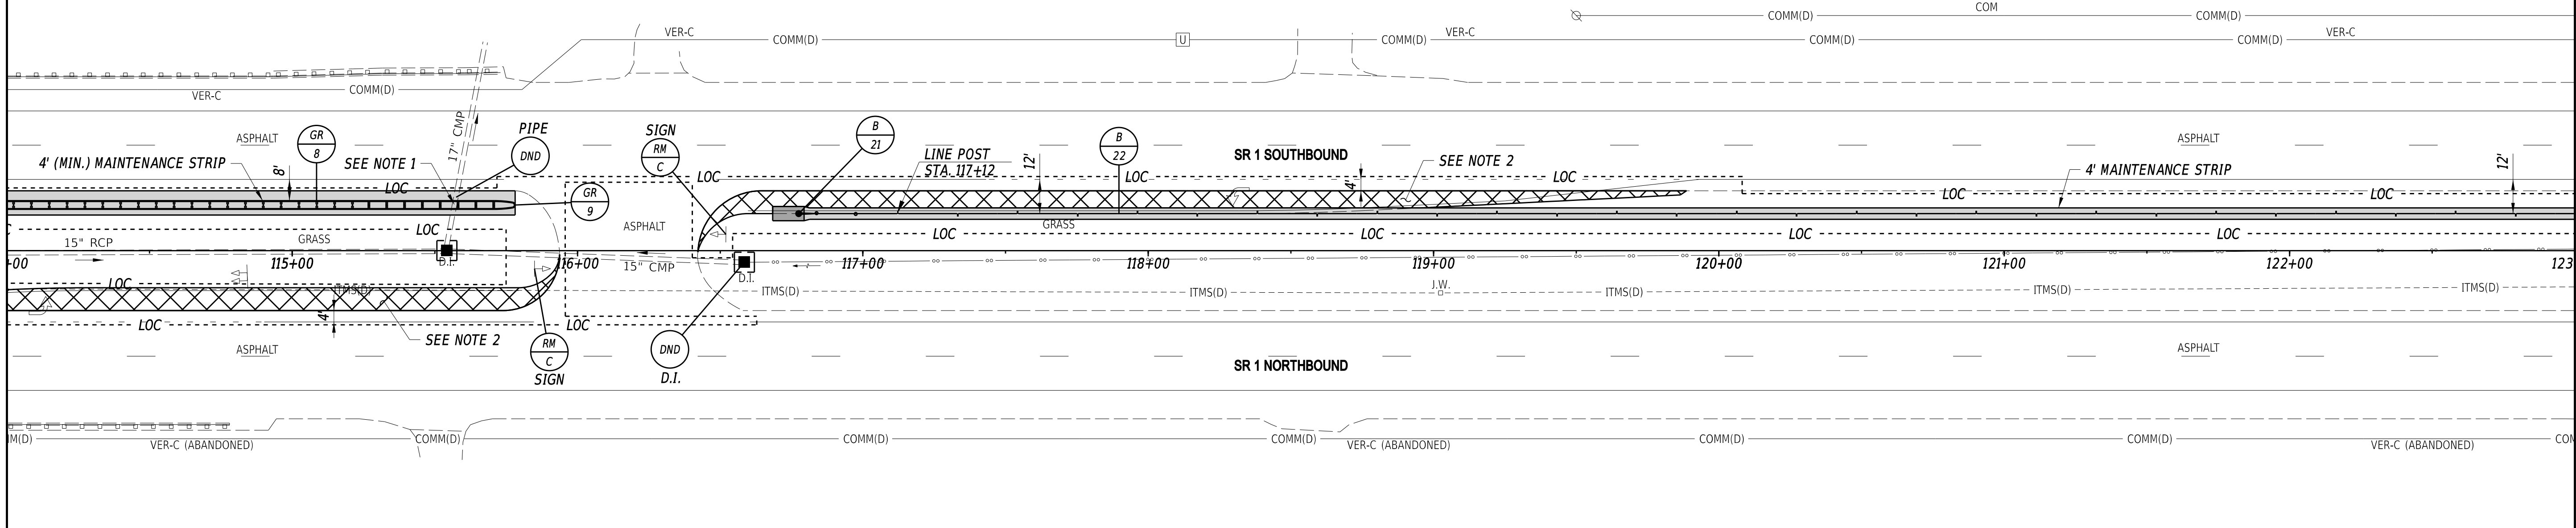 COM
COMM(D)
COMM(D)
VER-C
COMM(D)
U
COMM(D)
VER-C
COMM(D)
COMM(D)
VER-C
COMM(D)
VER-C
17" CMP
PIPE
DND
SIGN
RM
C
B
21
B
22
ASPHALT
GR
8
4' (MIN.) MAINTENANCE STRIP
8'
SEE NOTE 1
LINE POST
STA. 117+12
12'
SR 1 SOUTHBOUND
SEE NOTE 2
ASPHALT
4' MAINTENANCE STRIP
12'
LOC
LOC
LOC
4'
LOC
LOC
LOC
GR
9
ASPHALT
GRASS
LOC
15" RCP
GRASS
LOC
LOC
LOC
LOC
D.I.
+00
115+00
116+00
15" CMP
117+00
118+00
119+00
120+00
121+00
122+00
123
D.I.
LOC
ITMS(D)
ITMS(D)
ITMS(D)
J.W.
ITMS(D)
ITMS(D)
ITMS(D)
4'
LOC
LOC
SEE NOTE 2
RM
C
SIGN
DND
D.I.
ASPHALT
SR 1 NORTHBOUND
ASPHALT
M(D)
VER-C (ABANDONED)
COMM(D)
COMM(D)
COMM(D)
VER-C (ABANDONED)
COMM(D)
COMM(D)
VER-C (ABANDONED)
COM